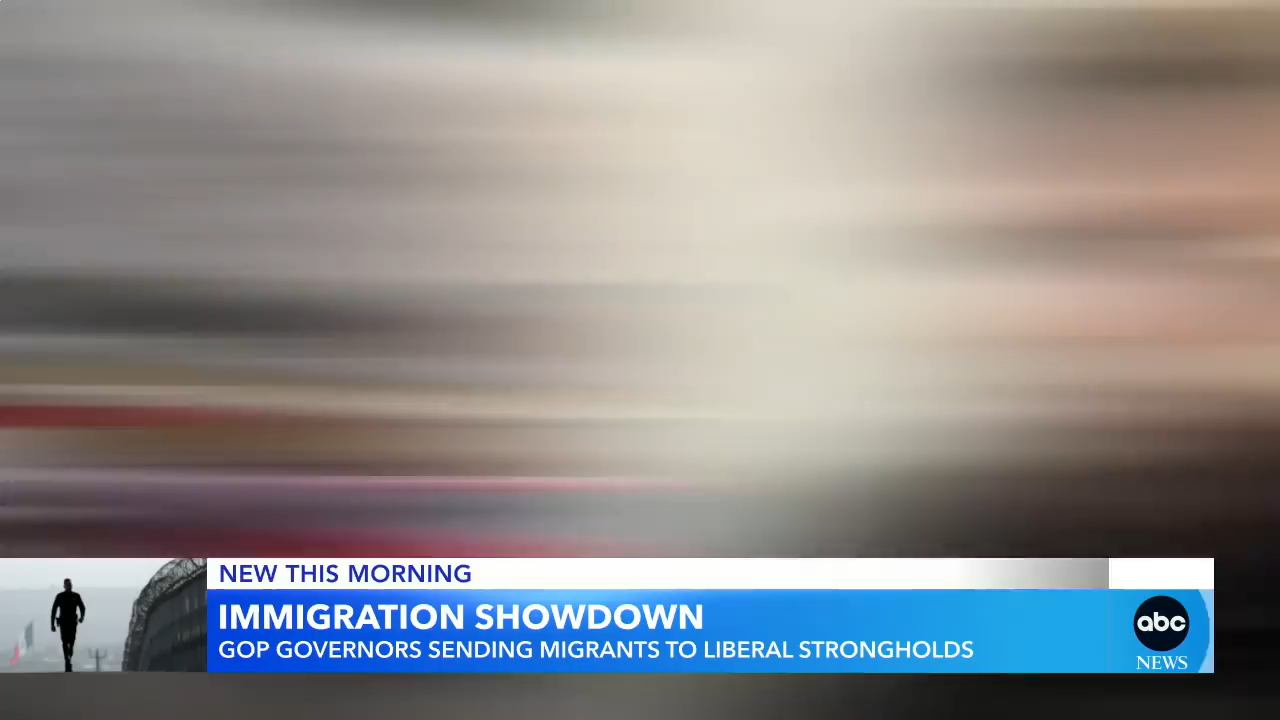 NEW THIS MORNING
IMMIGRATION SHOWDOWN
GOP GOVERNORS SENDING MIGRANTS TO LIBERAL STRONGHOLDS
abc
NEWS